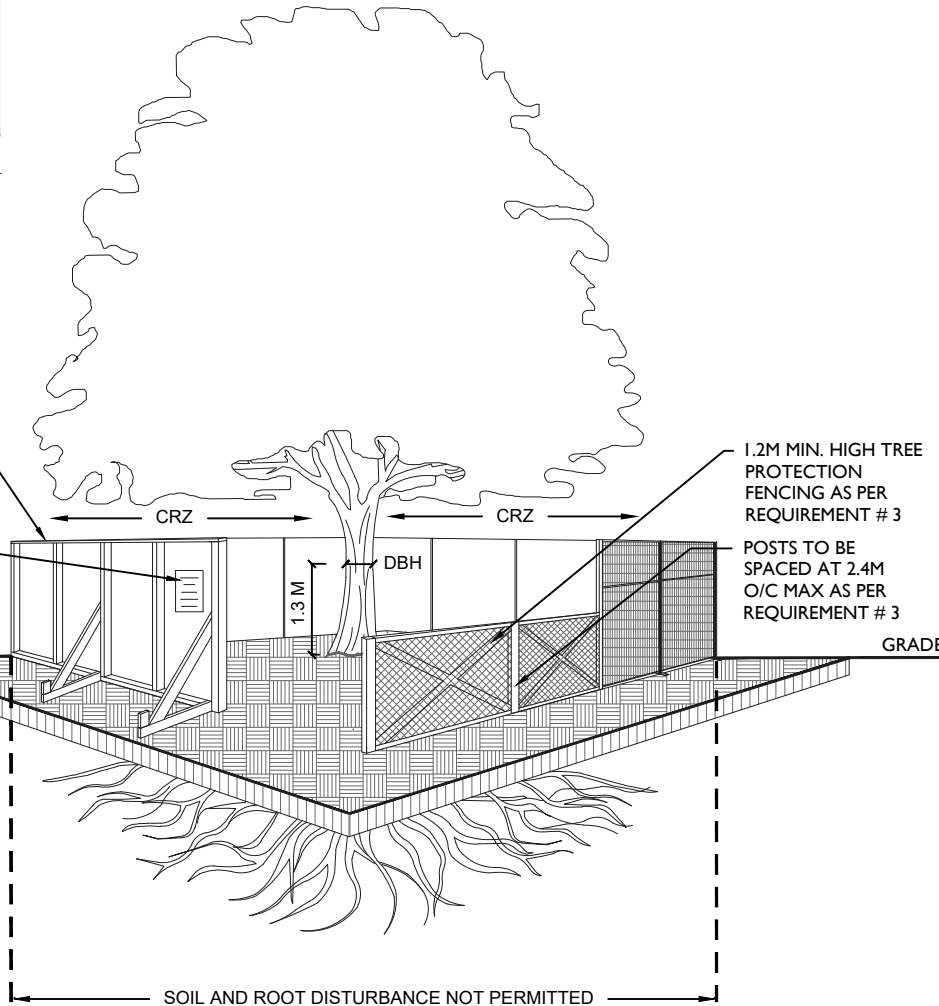 CRZ
CRZ
DBH
1.3 M
1.2M MIN. HIGH TREE
PROTECTION
FENCING AS PER
REQUIREMENT # 3
POSTS TO BE
SPACED AT 2.4M
O/C MAX AS PER
REQUIREMENT # 3
GRADE
SOIL AND ROOT DISTURBANCE NOT PERMITTED